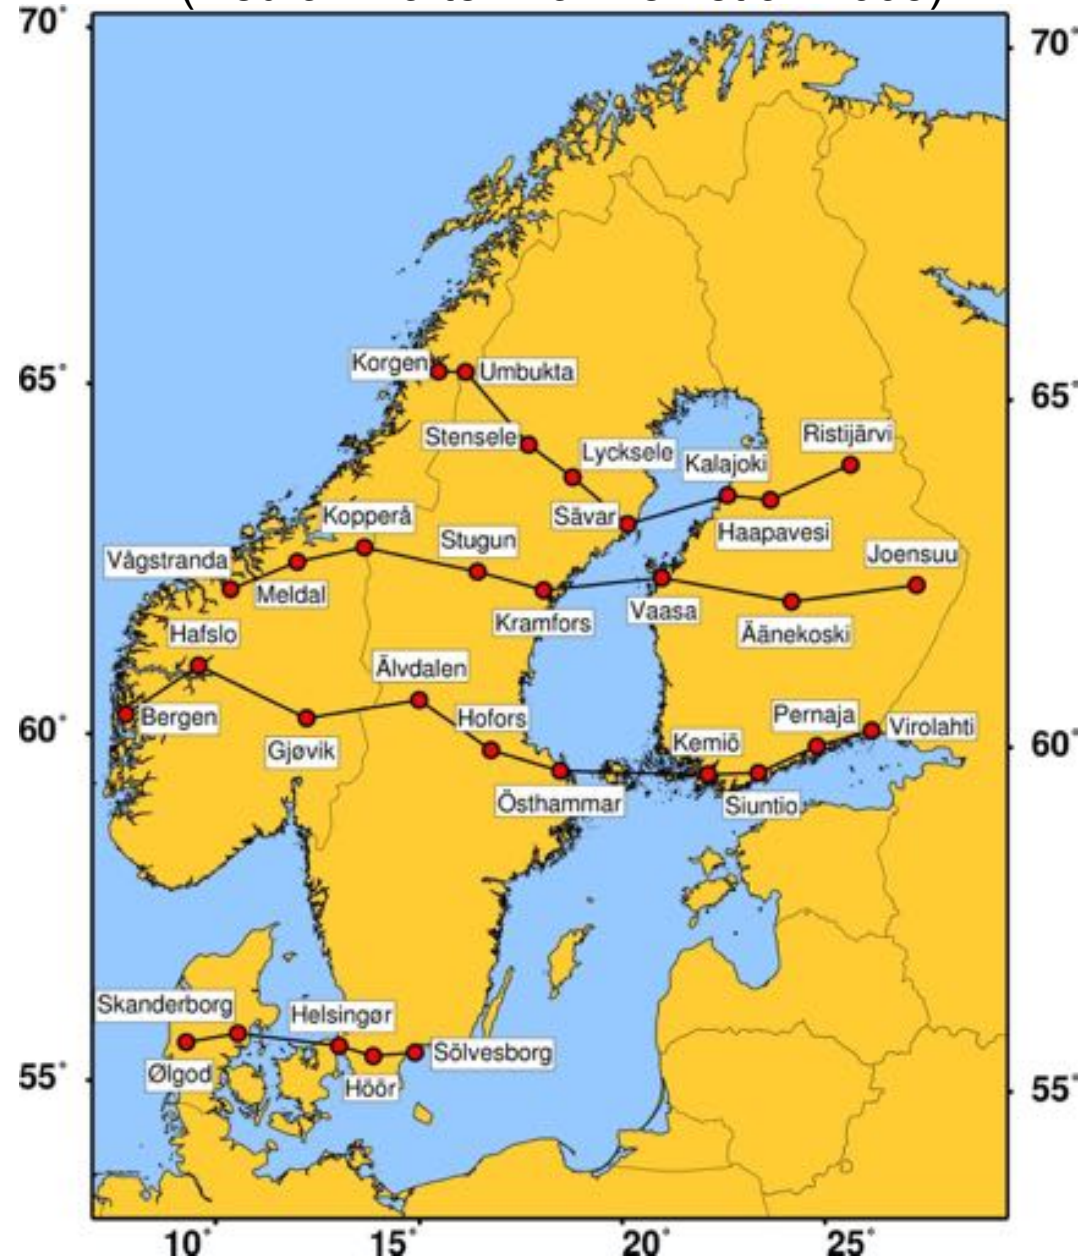 70°
70°
Korgen
Umbukta
65°
65°
Stensele
Lycksele
Ristijärvi
Kalajoki
Sävar
Kopperå
Haapavesi
Stugun
Joensuu
Vågstranda
Meldal
Kramfors
Vaasa
Äänekoski
Hafslo
Älvdalen
Bergen
Hofors
Pernaja
Virolahti
60°
60°
Gjøvik
Kemiö
Östhammar
Siuntio
Skanderborg
Helsingør
Sölvesborg
Ølgod
Höör
55°
55°
10°
15°
20°
25°